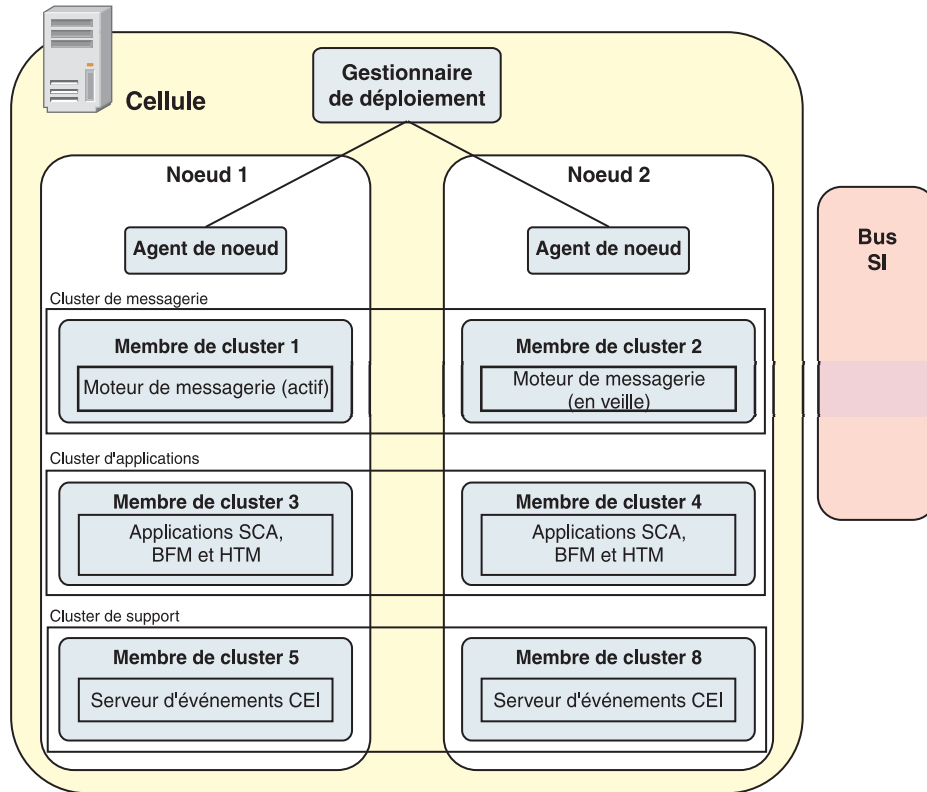 Gestionnaire
de déploiement
Cellule
Noeud 1
Noeud 2
Agent de noeud
Agent de noeud
Bus
SI
Cluster de messagerie
Membre de cluster 1
Moteur de messagerie (actif)
Membre de cluster 2
Moteur de messagerie
(en veille)
Cluster d'applications
Membre de cluster 3
Applications SCA,
BFM et HTM
Membre de cluster 4
Applications SCA,
BFM et HTM
Cluster de support
Membre de cluster 5
Serveur d'événements CEI
Membre de cluster 8
Serveur d'événements CEI